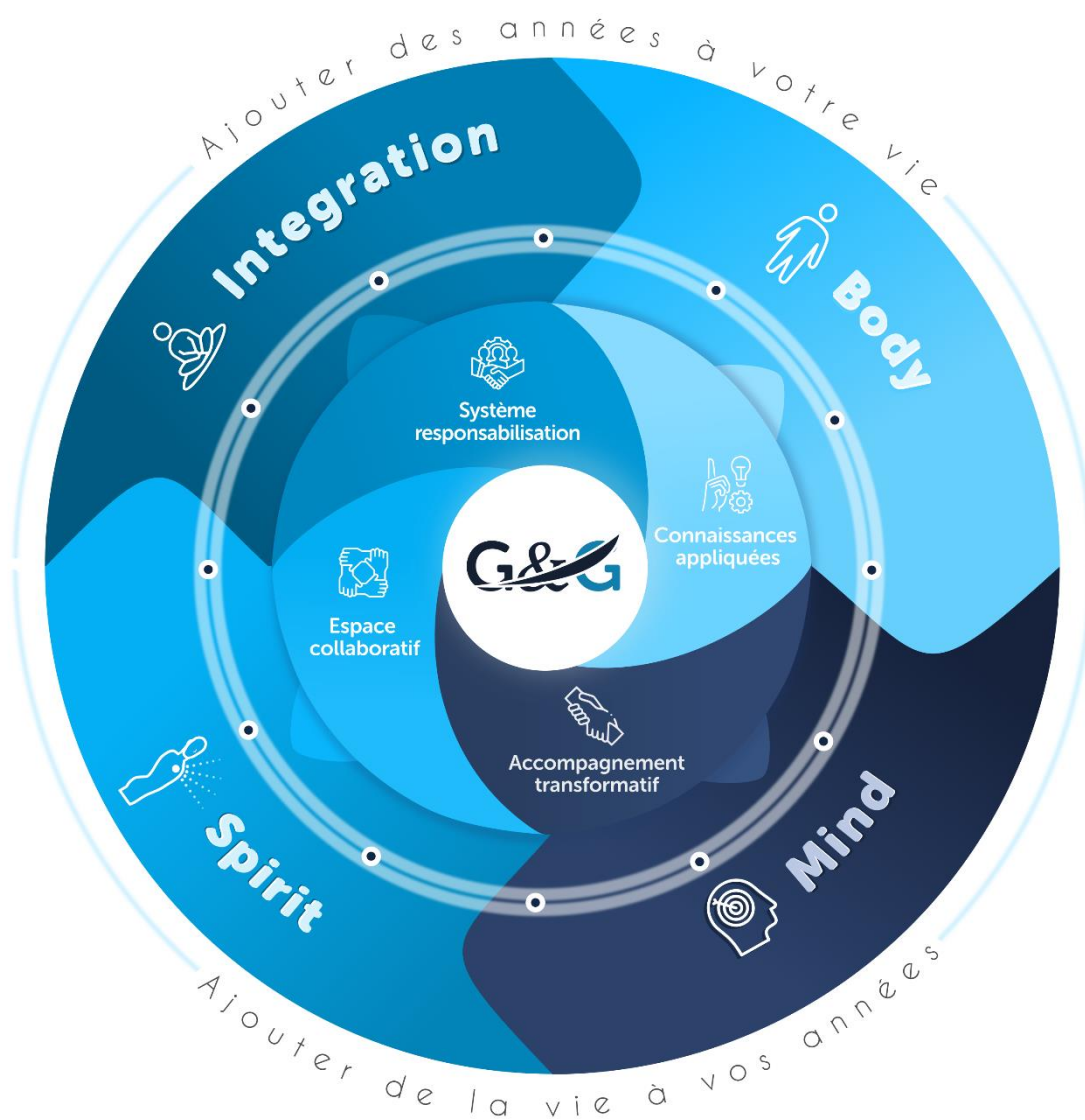 Ajouter des années à votre vie
Integration
Body
Système
responsabilisation
Connaissances
appliquées
G&G
Espace
collaboratif
Accompagnement
transformatif
Spirit
Mind
Ajouter de la vie à vos années